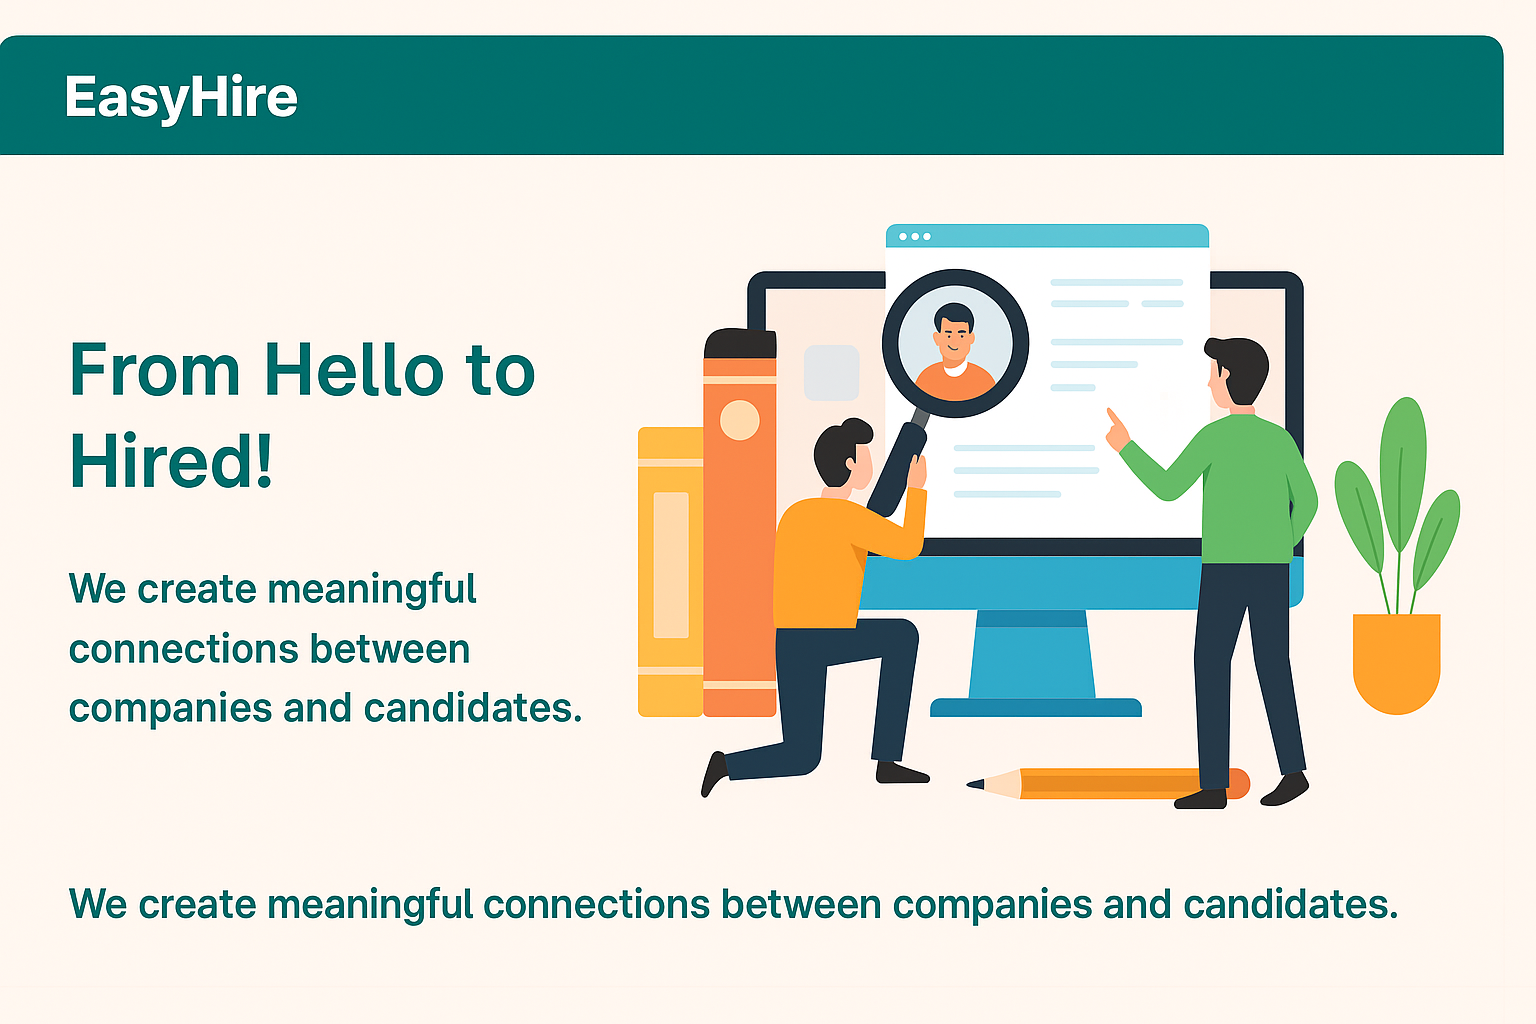 EasyHire
From Hello to
Hired!
We create meaningful
connections between
companies and candidates.
We create meaningful connections between companies and candidates.